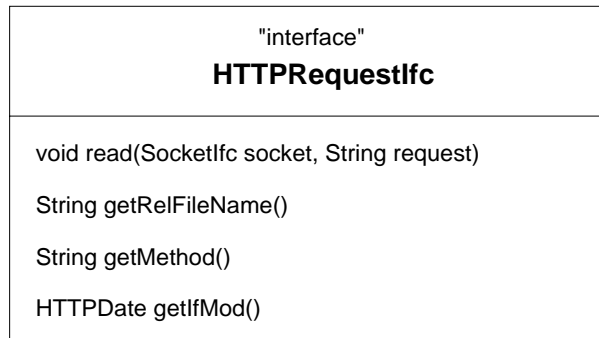 "interface"
HTTPRequestIfc
void read(SocketIfc socket, String request)
String getRelFileName()
String getMethod()
HTTPDate getIfMod()